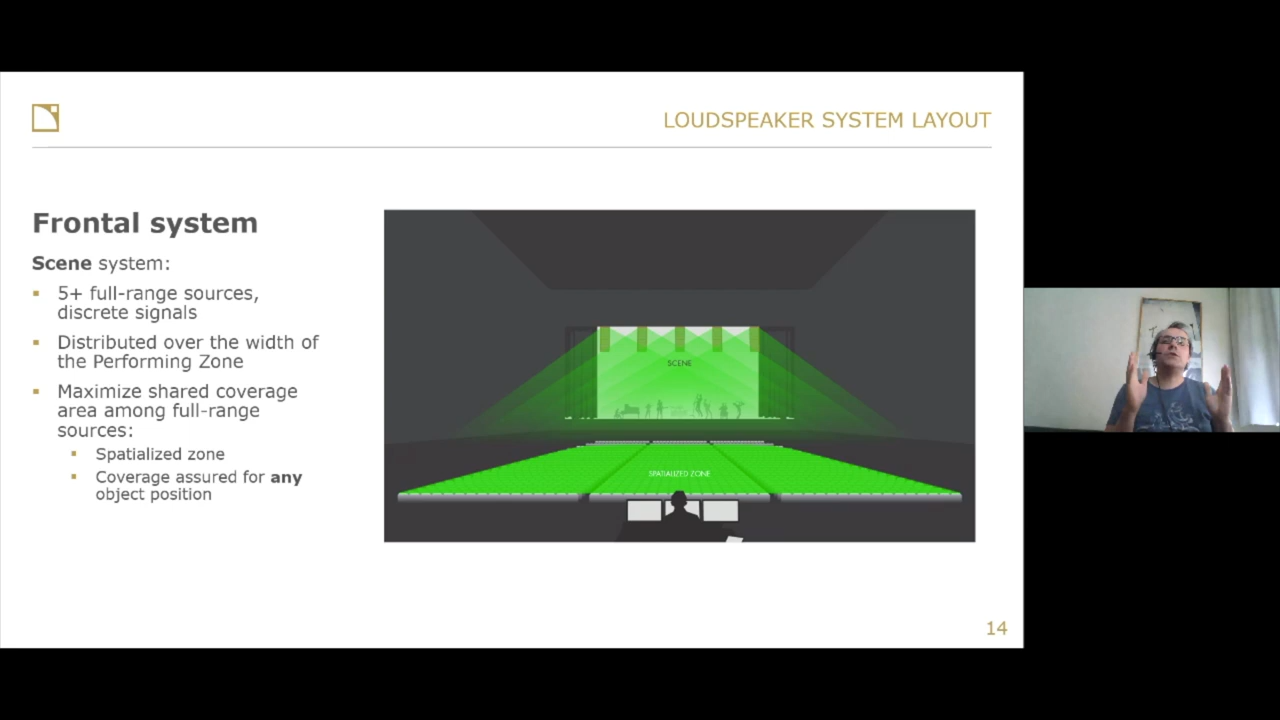 LOUDSPEAKER SYSTEM LAYOUT
Frontal system
Scene system:
▪ 5+ full-range sources,
discrete signals
▪ Distributed over the width of
the Performing Zone
▪ Maximize shared coverage
area among full-range
sources:
▪ Spatialized zone
▪ Coverage assured for any
object position
SCENE
SPATIALIZED ZONE
14